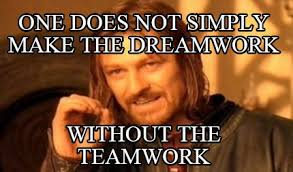 ONE DOES NOT SIMPLY
MAKE THE DREAMWORK
WITHOUT THE
TEAMWORK